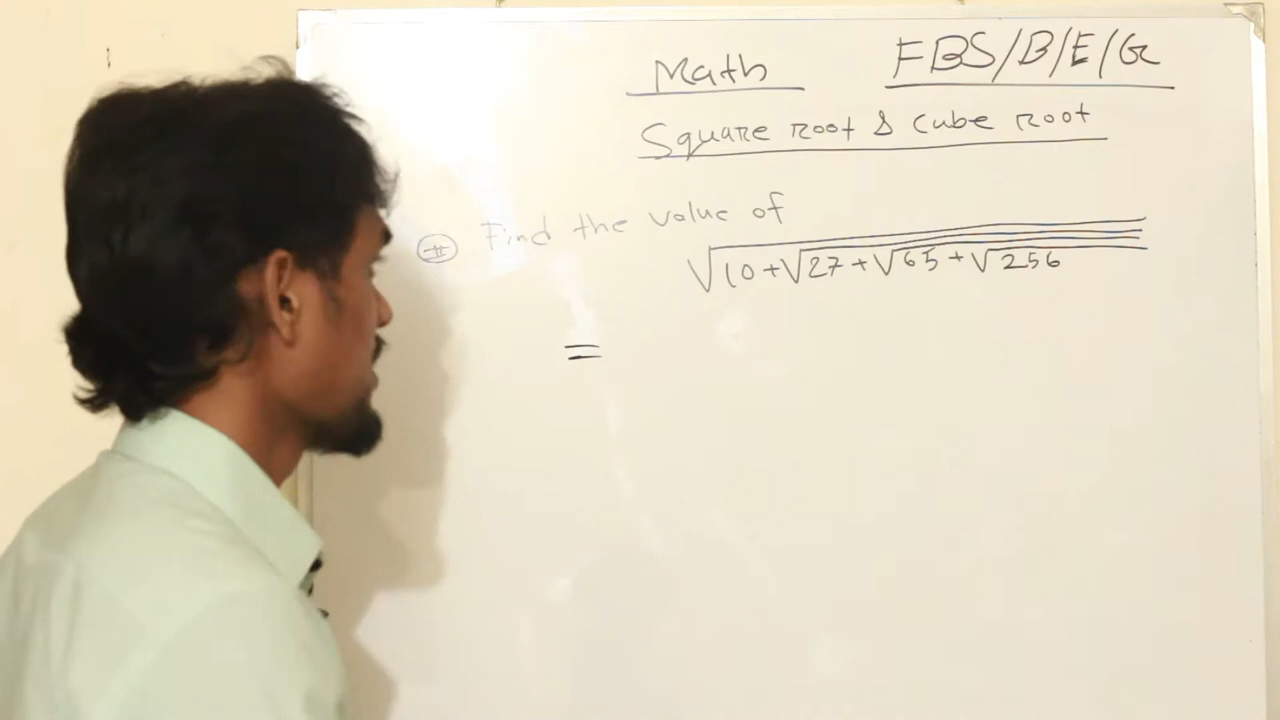 Math FBS/B/E/G
Square root & cube root
# Find the value of
√10+√27+√65+√256
=